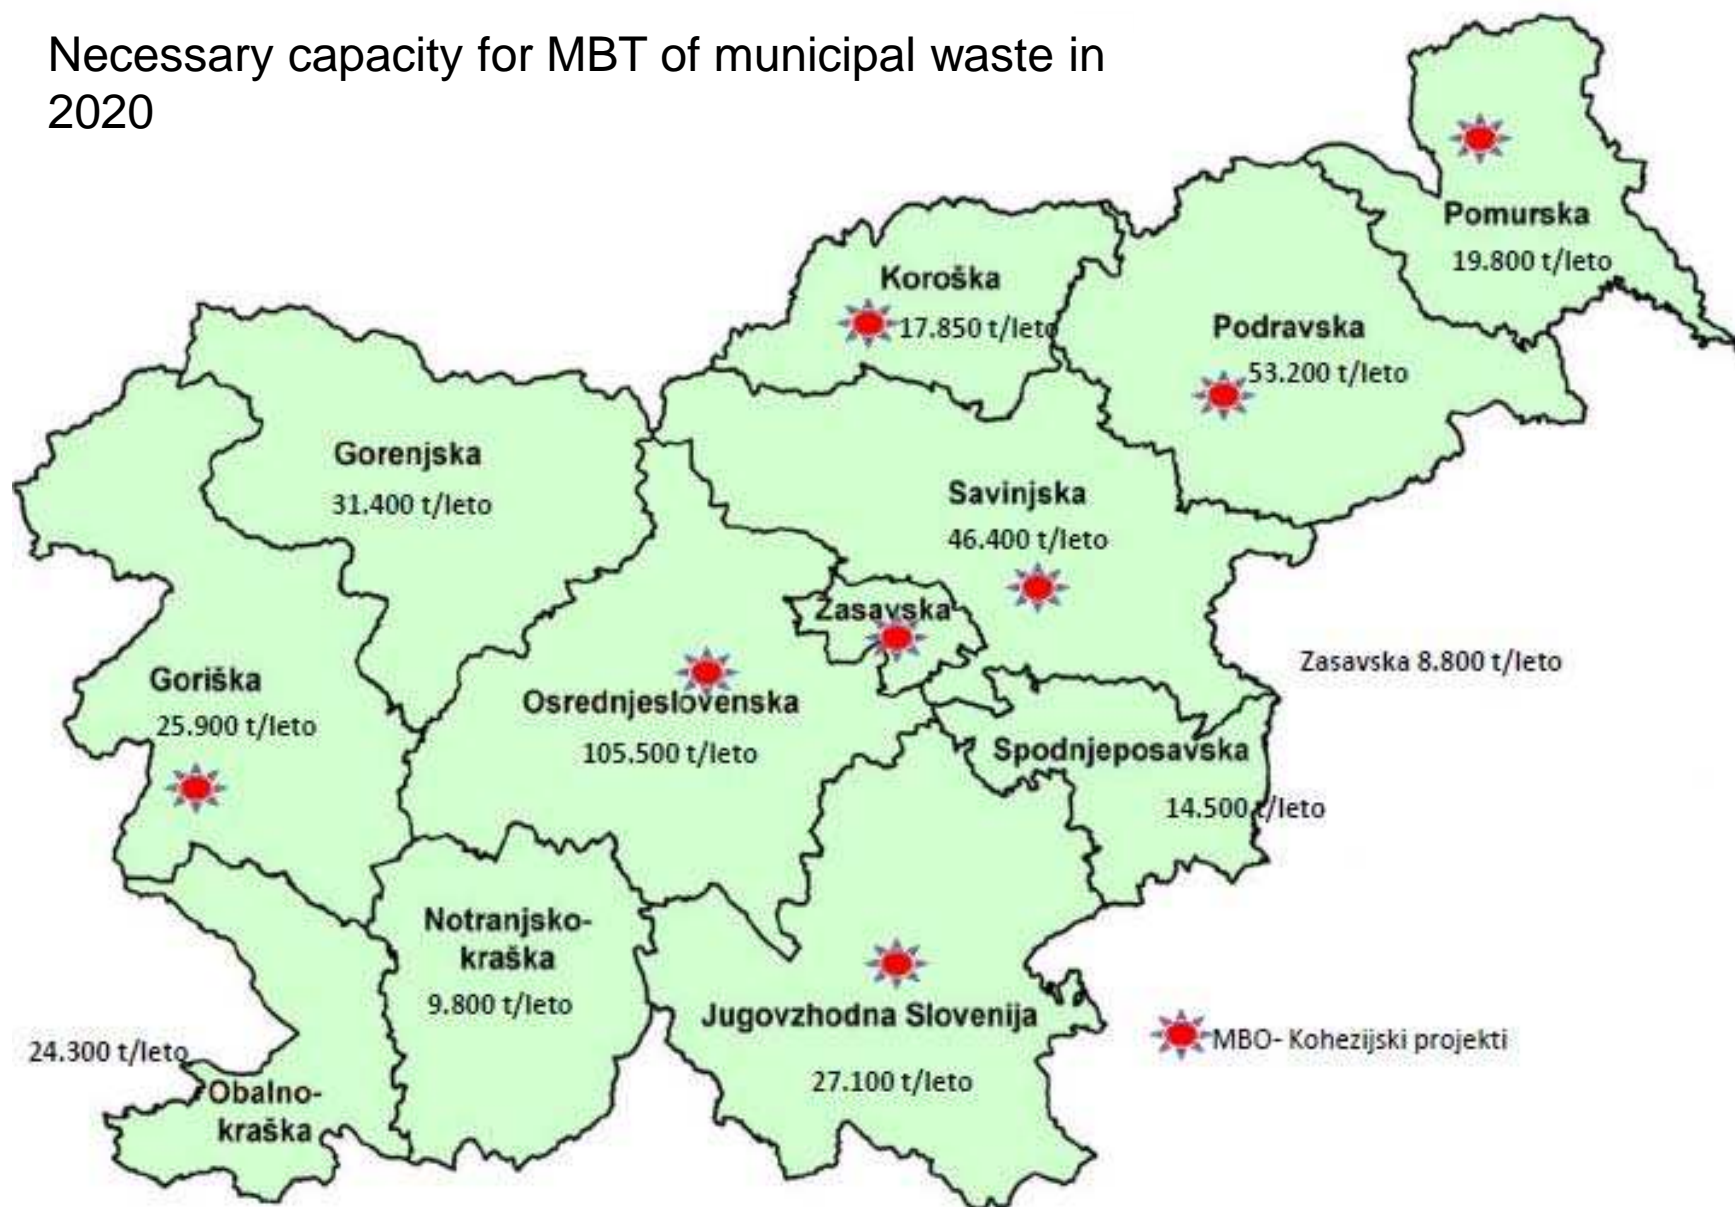 Necessary capacity for MBT of municipal waste in
2020
Pomurska
19.800 t/leto
Koroška
17.850 t/leto
Podravska
53.200 t/leto
Gorenjska
31.400 t/leto
Savinjska
46.400 t/leto
Zasavska
Zasavska 8.800 t/leto
Goriška
25.900 t/leto
Osrednjeslovenska
105.500 t/leto
Spodnjeposavska
14.500 t/leto
Notranjsko-
kraška
9.800 t/leto
Jugovzhodna Slovenija
27.100 t/leto
24.300 t/leto
Obalno-
kraška
MBO- Kohezijski projekti